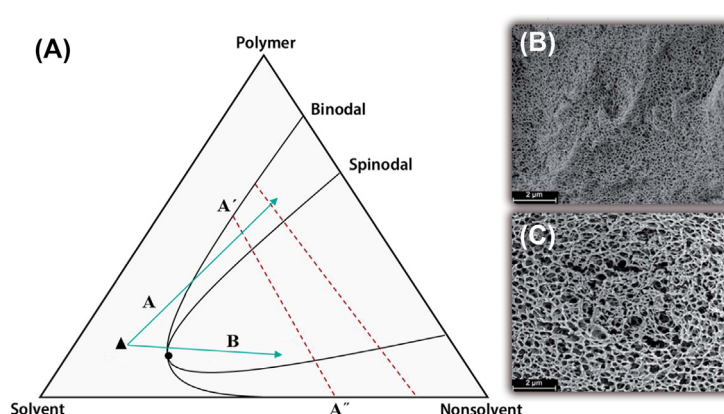 (A)
Polymer
Binodal
Spinodal
A´
A
B
Solvent
A˝
Nonsolvent
(B)
2 µm
(C)
2 µm